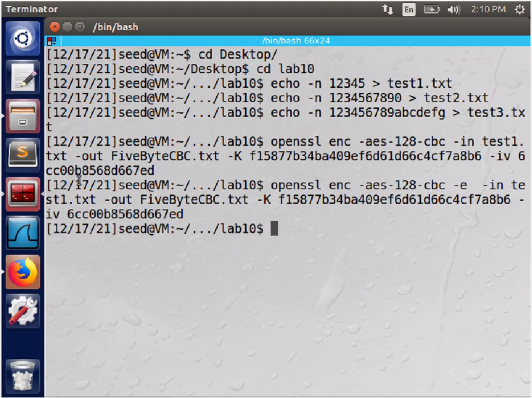 Terminator
En
2:10 PM
/bin/bash
/bin/bash 66x24
[12/17/21]seed@VM:~$ cd Desktop/
[12/17/21]seed@VM:~/Desktop$ cd lab10
[12/17/21]seed@VM:~/.../lab10$ echo -n 12345 > test1.txt
[12/17/21]seed@VM:~/.../lab10$ echo -n 1234567890 > test2.txt
[12/17/21]seed@VM:~/.../lab10$ echo -n 123456789abcdefg > test3.tx
t
[12/17/21]seed@VM:~/.../lab10$ openssl enc -aes-128-cbc -in test1.
txt -out FiveByteCBC.txt -K f15877b34ba409ef6d61d66c4cf7a8b6 -iv 6
cc00b8568d667ed
[12/17/21]seed@VM:~/.../lab10$ openssl enc -aes-128-cbc -e  -in te
st1.txt -out FiveByteCBC.txt -K f15877b34ba409ef6d61d66c4cf7a8b6 -
iv 6cc00b8568d667ed
[12/17/21]seed@VM:~/.../lab10$